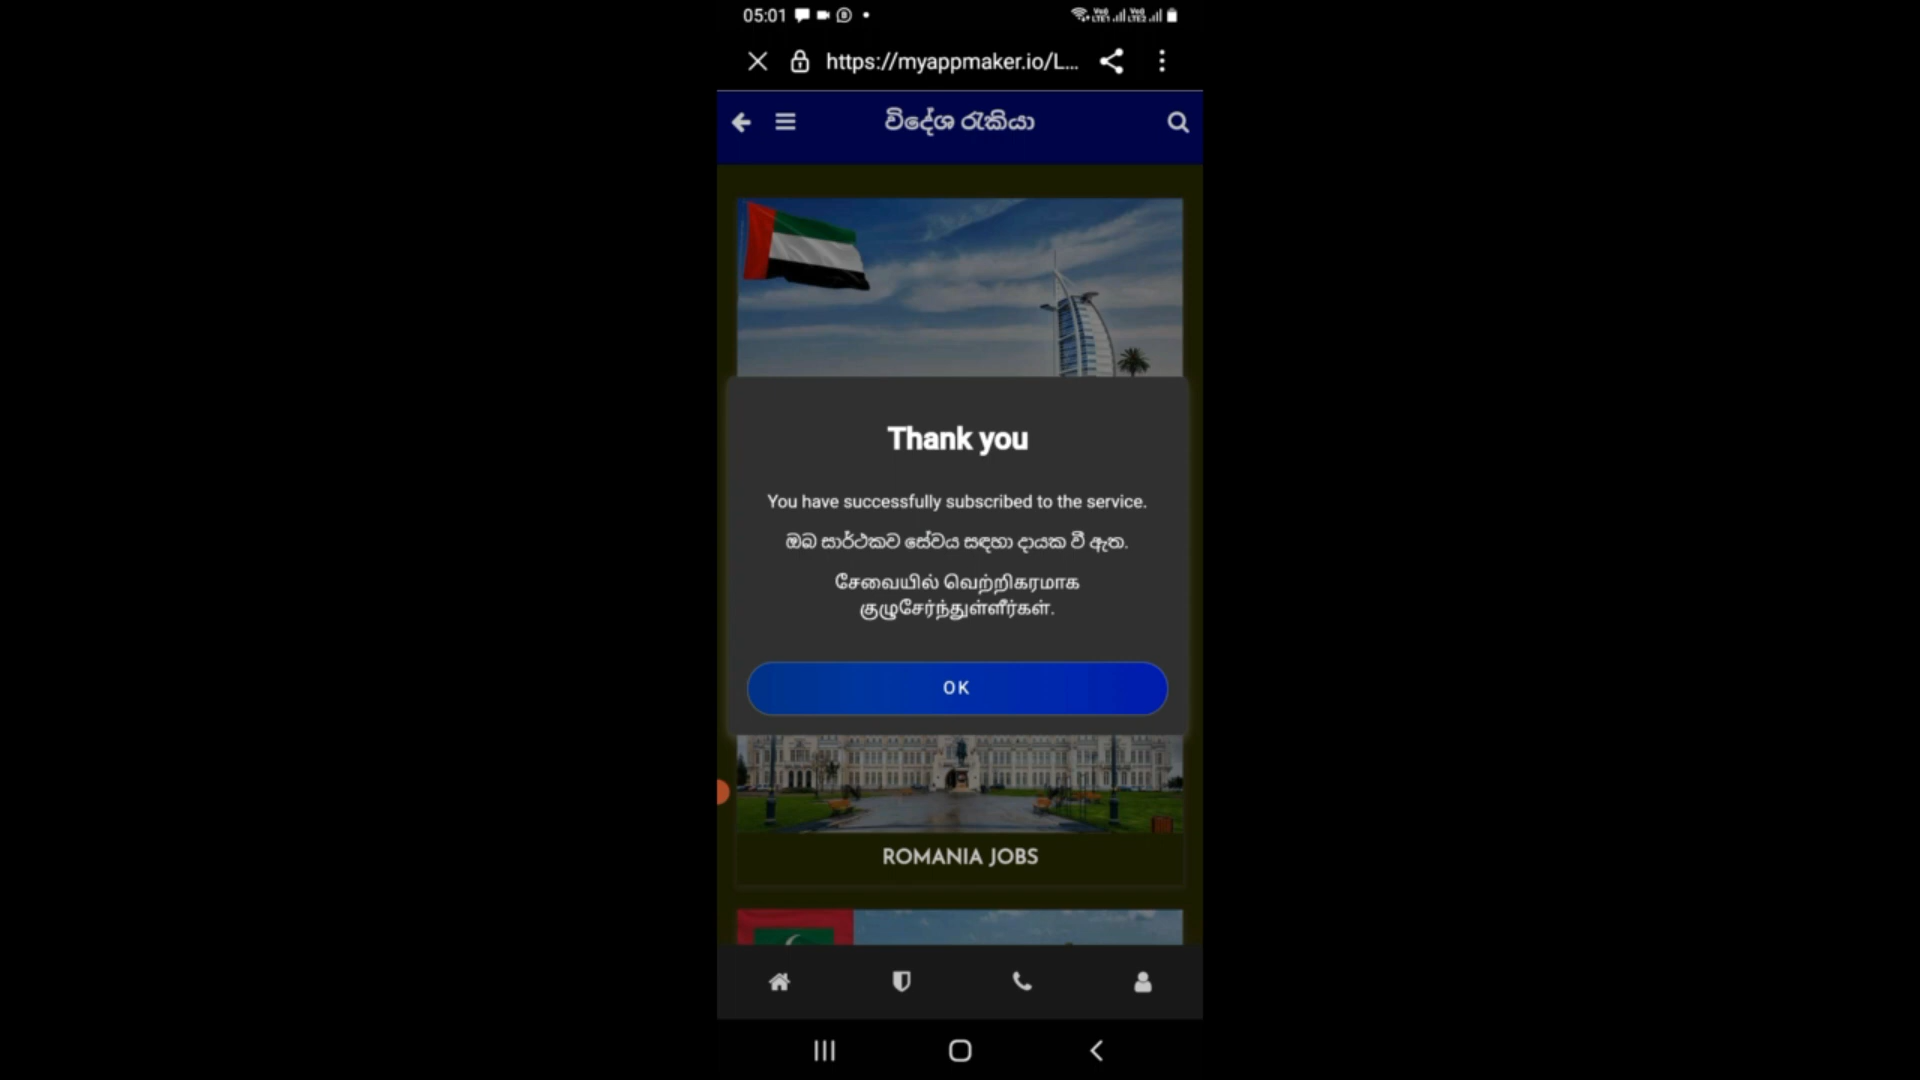 05:01
https://myappmaker.io/L...
විදේශ රැකියා
Thank you
You have successfully subscribed to the service.
ඔබ සාර්ථකව සේවය සඳහා දායක වී ඇත.
சேவையில் வெற்றிகரமாக
குழுசேர்ந்துள்ளீர்கள்.
OK
ROMANIA JOBS